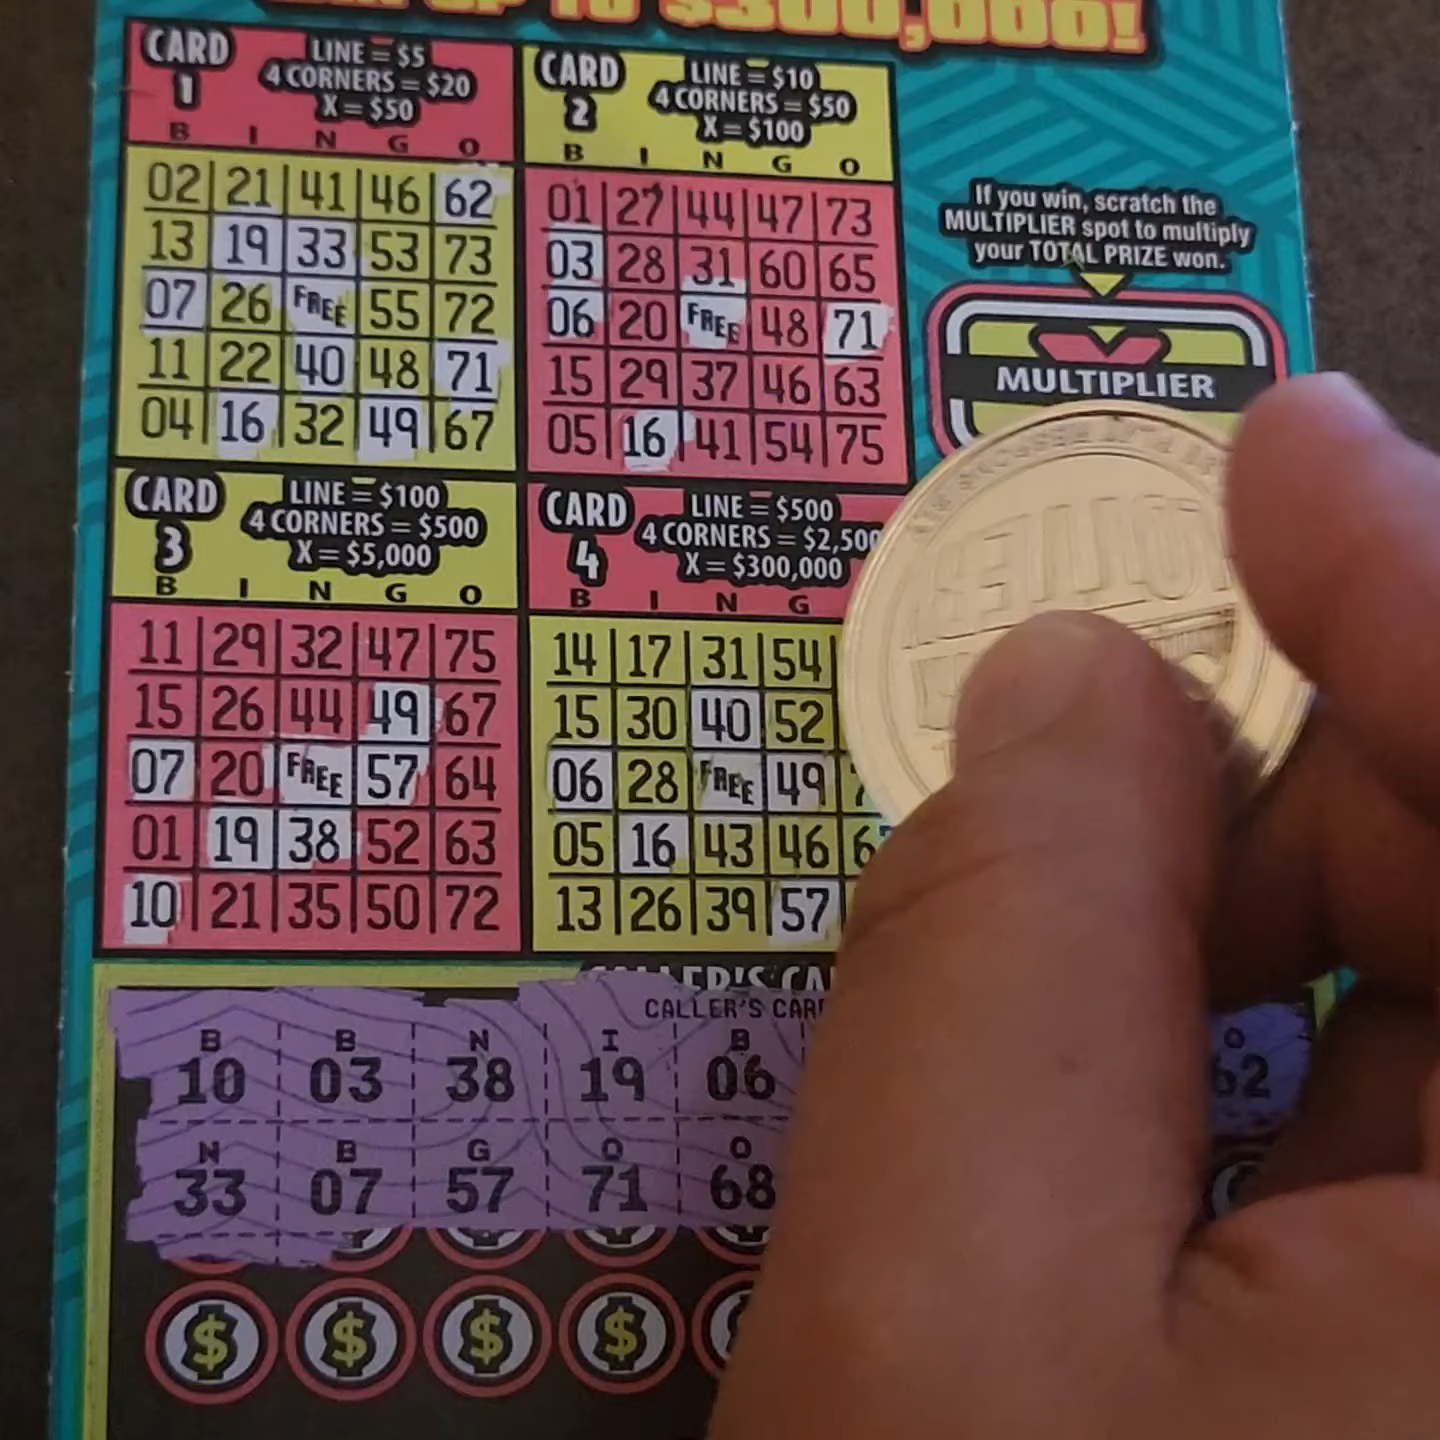 $300,000!
CARD 1
LINE = $5
4 CORNERS = $20
X = $50
B I N G O
02 21 41 46 62
13 19 33 53 73
07 26 FREE 55 72
11 22 40 48 71
04 16 32 49 67
CARD 2
LINE = $10
4 CORNERS = $50
X = $100
B I N G O
01 27 44 47 73
03 28 31 60 65
06 20 FREE 48 71
15 29 37 46 63
05 16 41 54 75
If you win, scratch the
MULTIPLIER spot to multiply
your TOTAL PRIZE won.
MULTIPLIER
CARD 3
LINE = $100
4 CORNERS = $500
X = $5,000
B I N G O
11 29 32 47 75
15 26 44 49 67
07 20 FREE 57 64
01 19 38 52 63
10 21 35 50 72
CARD 4
LINE = $500
4 CORNERS = $2,500
X = $300,000
B I N G
14 17 31 54
15 30 40 52
06 28 FREE 49
05 16 43 46
13 26 39 57
CALLER'S CARD
B B N I B O
10 03 38 19 06 62
N B G O O
33 07 57 71 68
$ $ $ $